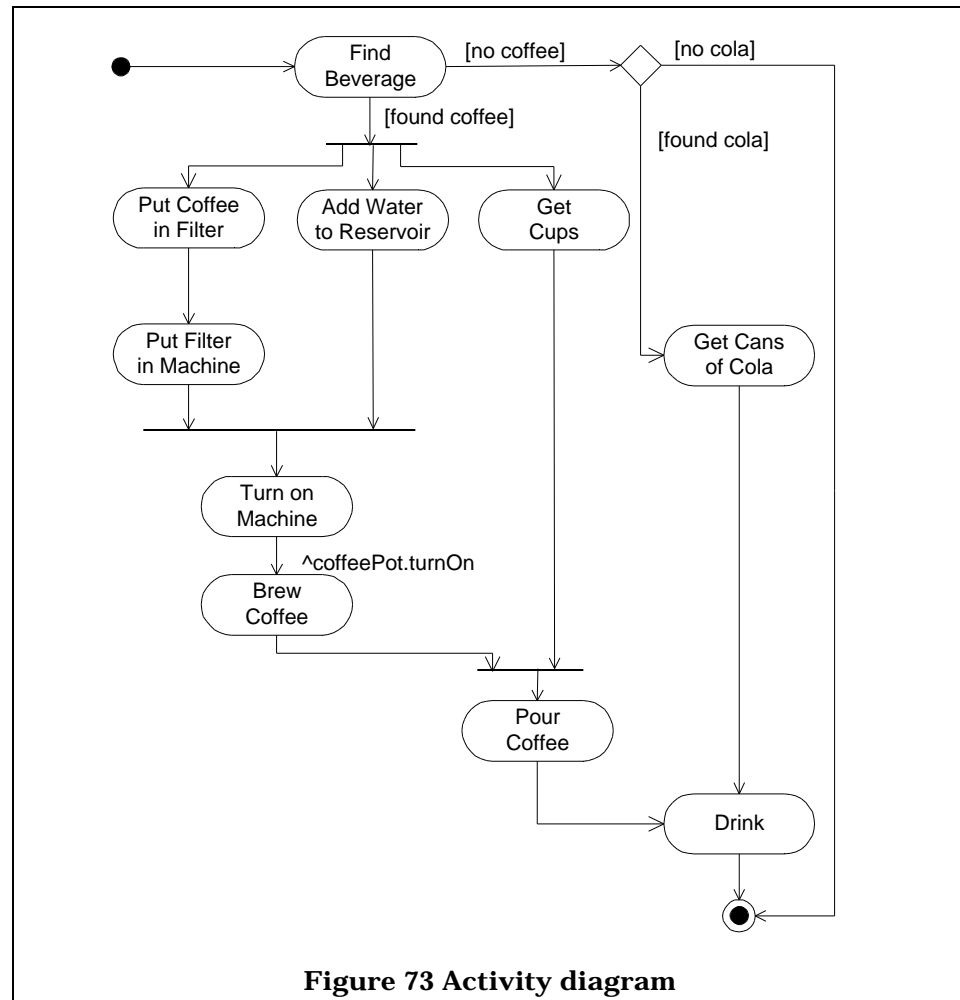 Find
Beverage
[no coffee]
[no cola]
[found coffee]
[found cola]
Put Coffee
in Filter
Add Water
to Reservoir
Get
Cups
Put Filter
in Machine
Get Cans
of Cola
Turn on
Machine
^coffeePot.turnOn
Brew
Coffee
Pour
Coffee
Drink
Figure 73 Activity diagram